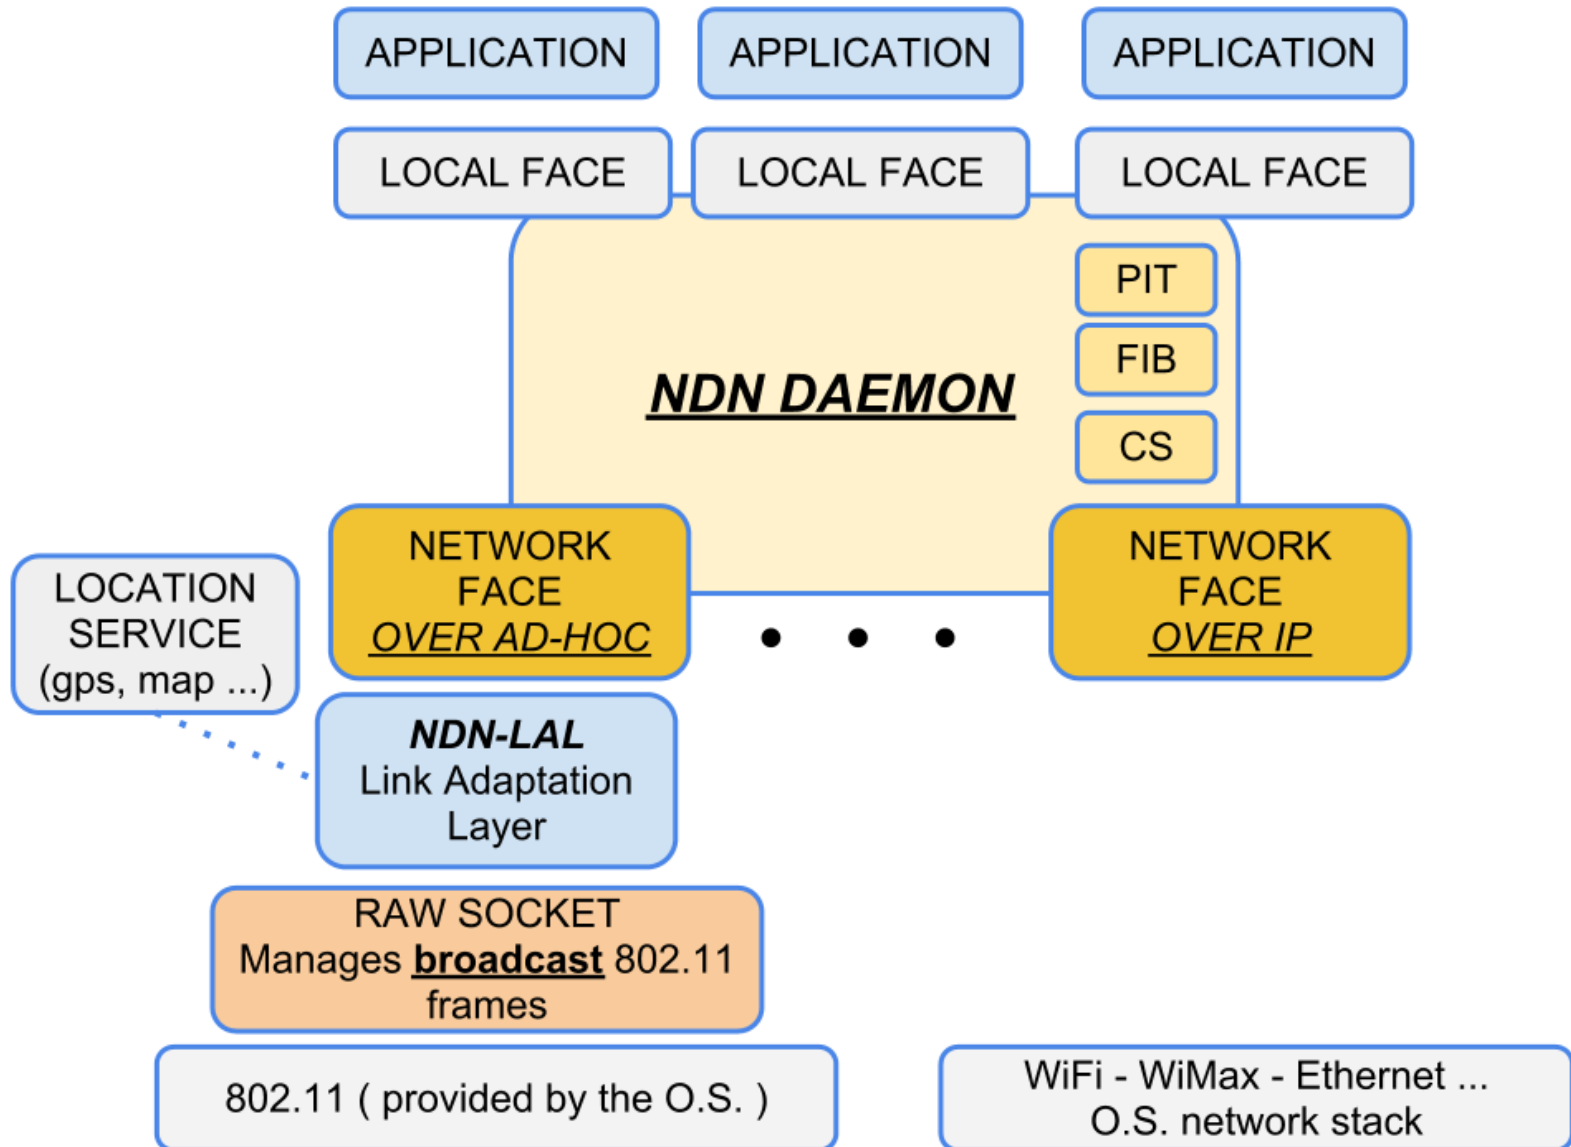 APPLICATION APPLICATION APPLICATION
LOCAL FACE LOCAL FACE LOCAL FACE
PIT
FIB
NDN DAEMON
CS
NETWORK
FACE
OVER AD-HOC
NETWORK
FACE
OVER IP
LOCATION
SERVICE
(gps, map ...)
• • •
NDN-LAL
Link Adaptation
Layer
RAW SOCKET
Manages broadcast 802.11
frames
802.11 ( provided by the O.S. )
WiFi - WiMax - Ethernet ...
O.S. network stack